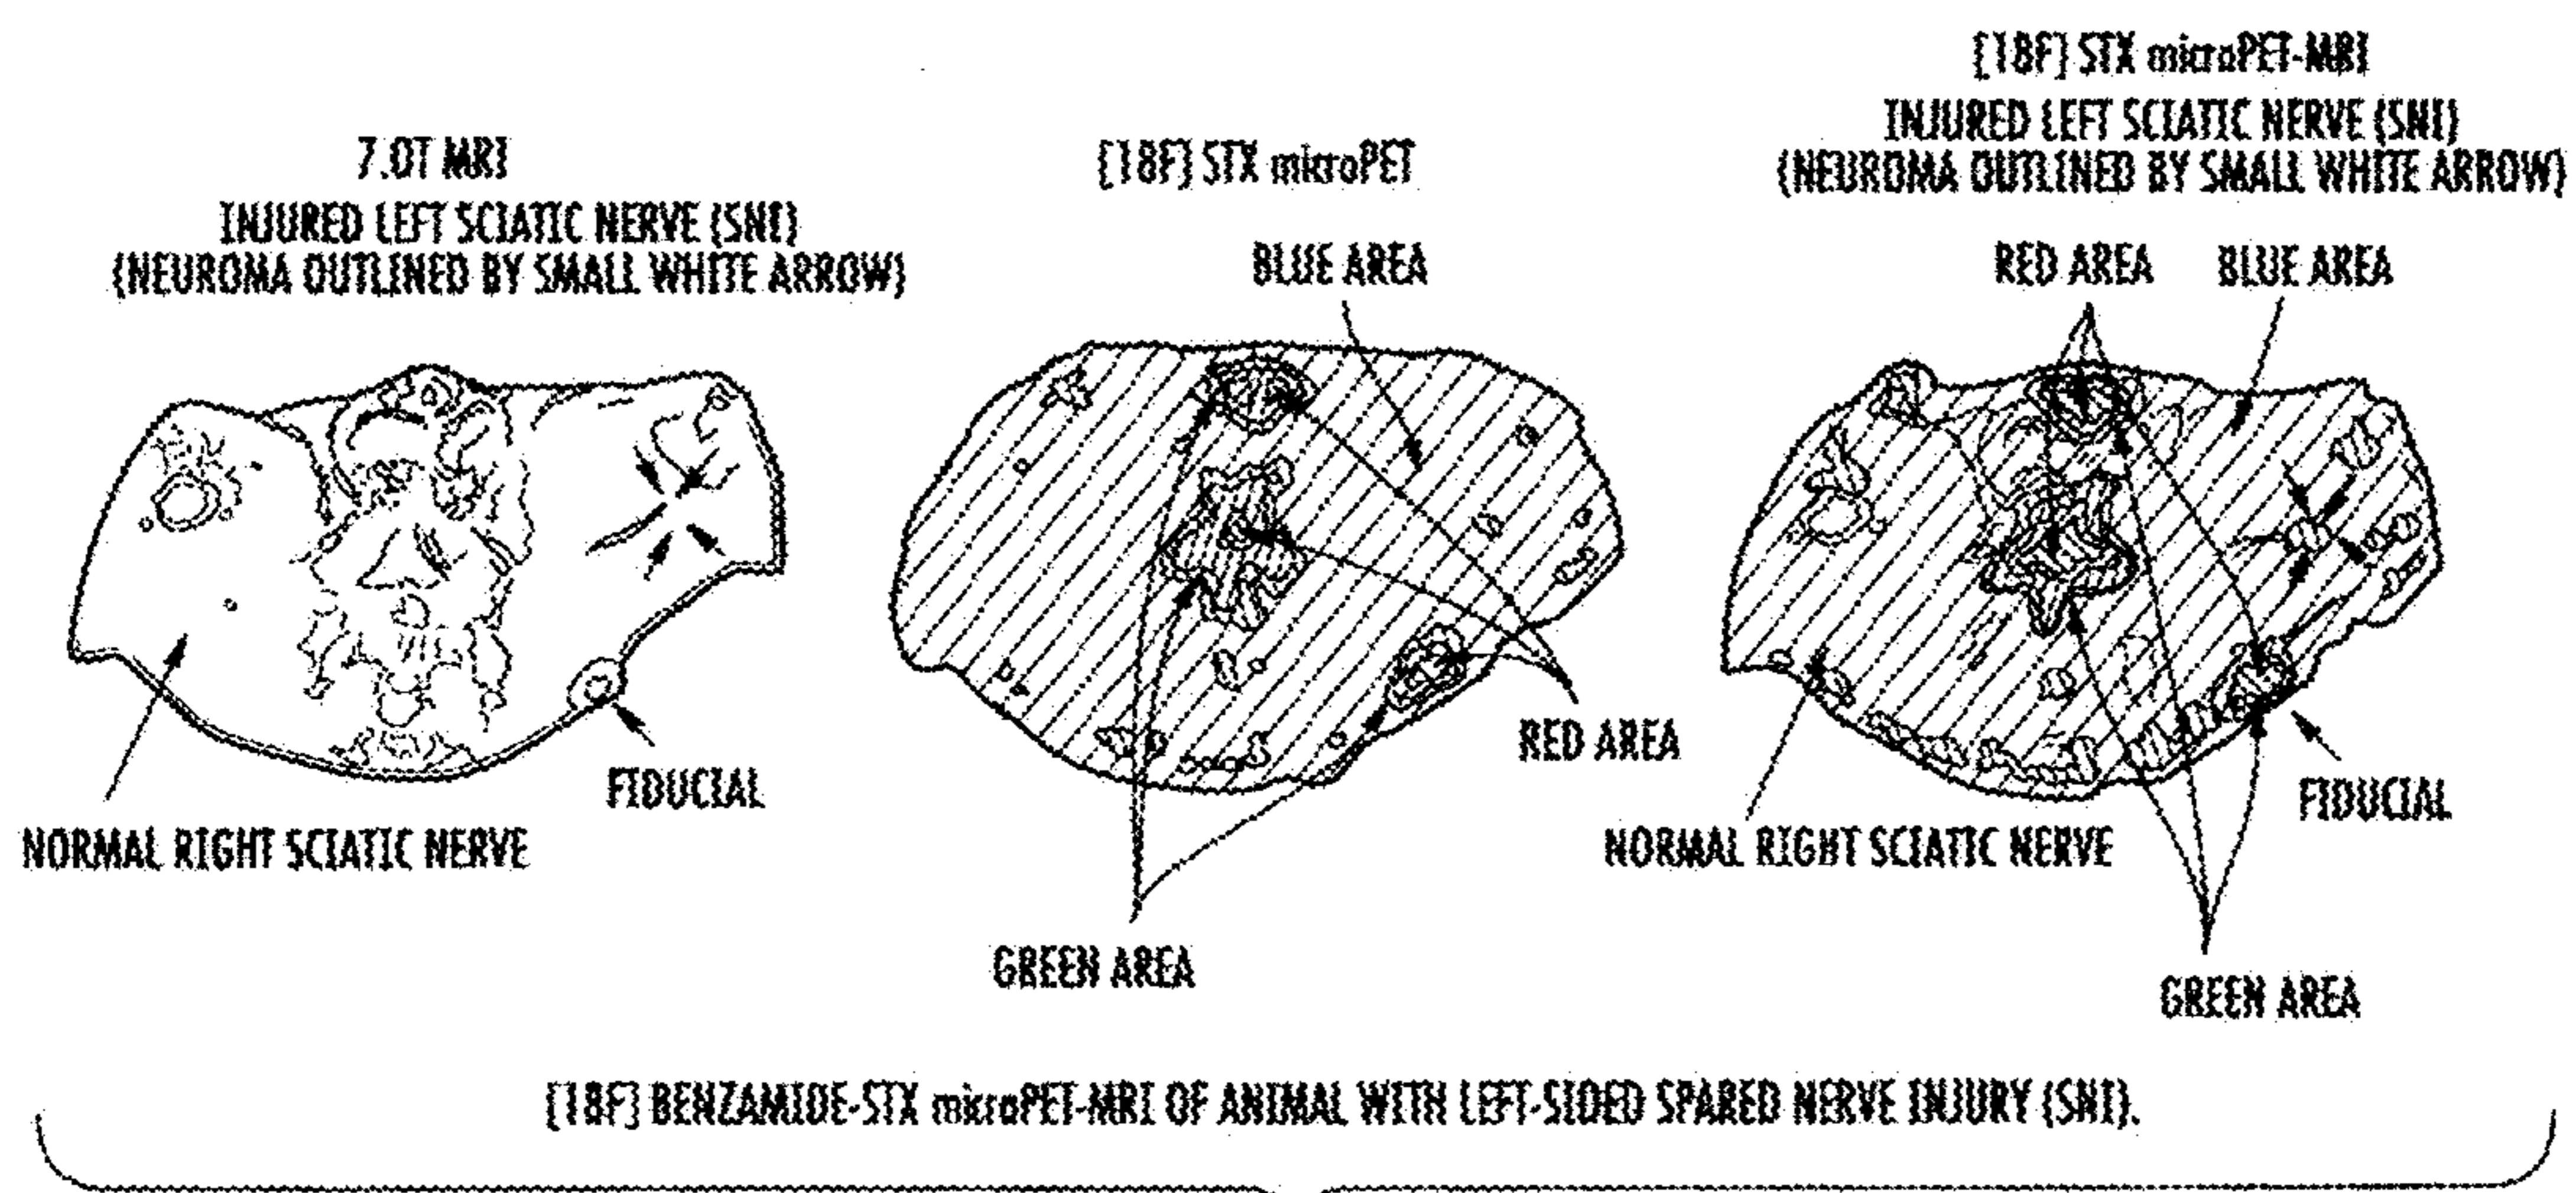 7.0T MRI
INJURED LEFT SCIATIC NERVE (SNI)
(NEUROMA OUTLINED BY SMALL WHITE ARROW)
NORMAL RIGHT SCIATIC NERVE
FIDUCIAL
[18F] STX microPET
BLUE AREA
RED AREA
GREEN AREA
[18F] STX microPET-MRI
INJURED LEFT SCIATIC NERVE (SNI)
(NEUROMA OUTLINED BY SMALL WHITE ARROW)
RED AREA
BLUE AREA
NORMAL RIGHT SCIATIC NERVE
FIDUCIAL
GREEN AREA
[18F] BENZAMIDE-STX microPET-MRI OF ANIMAL WITH LEFT-SIDED SPARED NERVE INJURY (SNI).